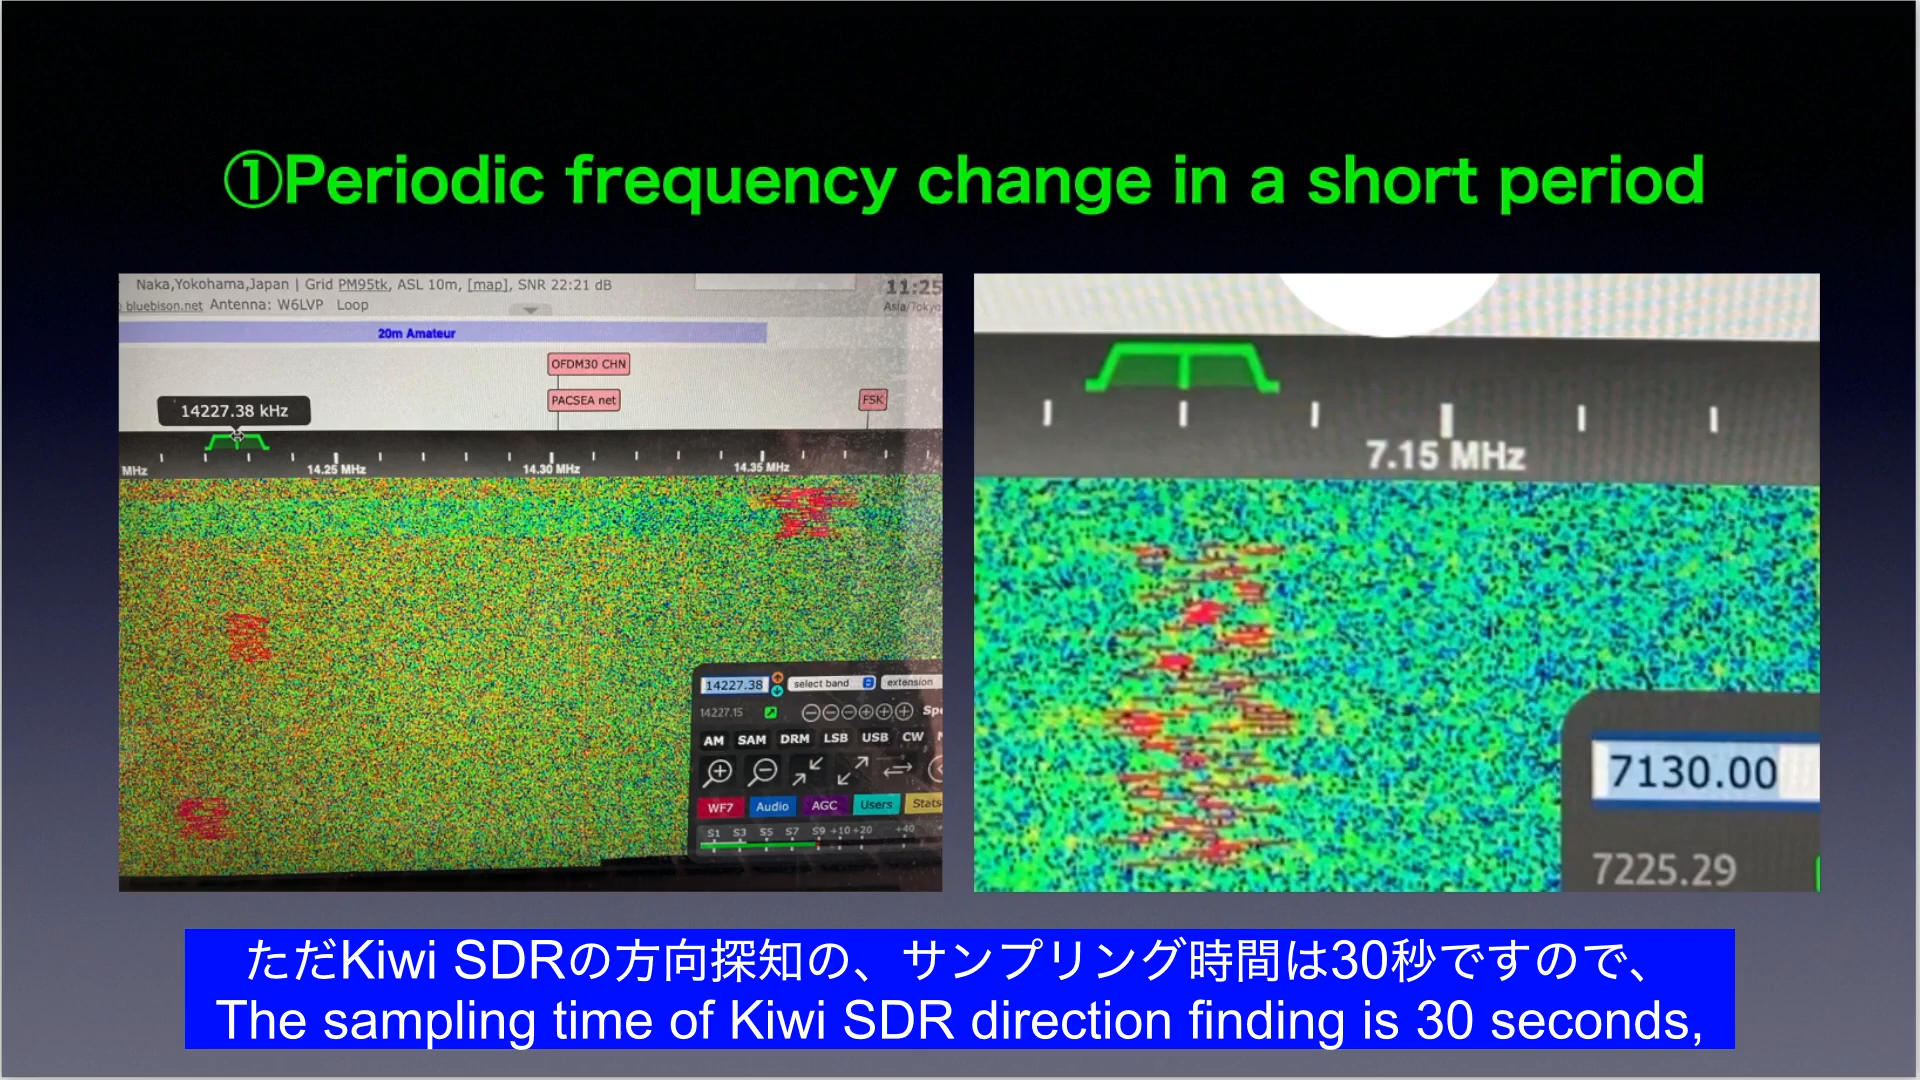 ①Periodic frequency change in a short period
Naka,Yokohama,Japan | Grid PM95tk, ASL 10m, [map], SNR 22:21 dB
11:25
bluebison.net Antenna: W6LVP Loop
Asia/Tokyo
20m Amateur
OFDM30 CHN
PACSEA net
FSK
14227.38 kHz
MHz
14.25 MHz
14.30 MHz
14.35 MHz
14227.38
select band
extension
14227.15
AM SAM DRM LSB USB CW
WF7 Audio AGC Users Stats
S1 S3 S5 S7 S9 +10 +20 +40
7.15 MHz
7130.00
7225.29
ただKiwi SDRの方向探知の、サンプリング時間は30秒ですので、
The sampling time of Kiwi SDR direction finding is 30 seconds,